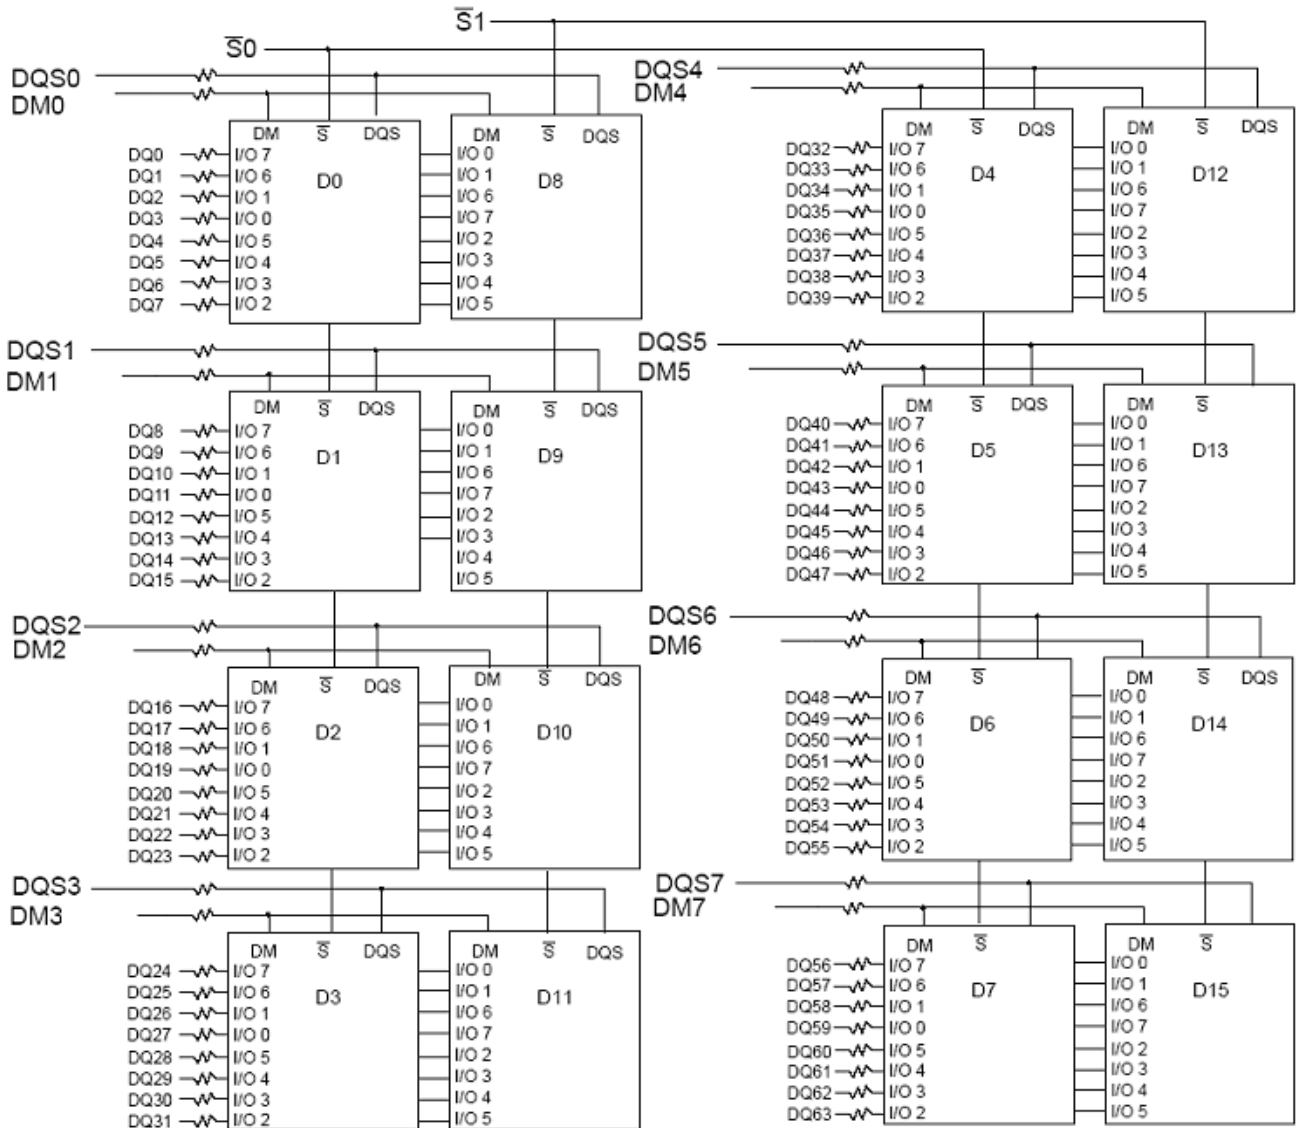 S̅1
S̅0
DQS0
DM0
DM S̅ DQS
DM S̅ DQS
D0
D8
DQ0 I/O 7 I/O 0
DQ1 I/O 6 I/O 1
DQ2 I/O 1 I/O 6
DQ3 I/O 0 I/O 7
DQ4 I/O 5 I/O 2
DQ5 I/O 4 I/O 3
DQ6 I/O 3 I/O 4
DQ7 I/O 2 I/O 5
DQS1
DM1
DM S̅ DQS
DM S̅ DQS
D1
D9
DQ8 I/O 7 I/O 0
DQ9 I/O 6 I/O 1
DQ10 I/O 1 I/O 6
DQ11 I/O 0 I/O 7
DQ12 I/O 5 I/O 2
DQ13 I/O 4 I/O 3
DQ14 I/O 3 I/O 4
DQ15 I/O 2 I/O 5
DQS2
DM2
DM S̅ DQS
DM S̅ DQS
D2
D10
DQ16 I/O 7 I/O 0
DQ17 I/O 6 I/O 1
DQ18 I/O 1 I/O 6
DQ19 I/O 0 I/O 7
DQ20 I/O 5 I/O 2
DQ21 I/O 4 I/O 3
DQ22 I/O 3 I/O 4
DQ23 I/O 2 I/O 5
DQS3
DM3
DM S̅ DQS
DM S̅ DQS
D3
D11
DQ24 I/O 7 I/O 0
DQ25 I/O 6 I/O 1
DQ26 I/O 1 I/O 6
DQ27 I/O 0 I/O 7
DQ28 I/O 5 I/O 2
DQ29 I/O 4 I/O 3
DQ30 I/O 3 I/O 4
DQ31 I/O 2 I/O 5
DQS4
DM4
DM S̅ DQS
DM S̅ DQS
D4
D12
DQ32 I/O 7 I/O 0
DQ33 I/O 6 I/O 1
DQ34 I/O 1 I/O 6
DQ35 I/O 0 I/O 7
DQ36 I/O 5 I/O 2
DQ37 I/O 4 I/O 3
DQ38 I/O 3 I/O 4
DQ39 I/O 2 I/O 5
DQS5
DM5
DM S̅ DQS
DM S̅
D5
D13
DQ40 I/O 7 I/O 0
DQ41 I/O 6 I/O 1
DQ42 I/O 1 I/O 6
DQ43 I/O 0 I/O 7
DQ44 I/O 5 I/O 2
DQ45 I/O 4 I/O 3
DQ46 I/O 3 I/O 4
DQ47 I/O 2 I/O 5
DQS6
DM6
DM S̅
DM S̅ DQS
D6
D14
DQ48 I/O 7 I/O 0
DQ49 I/O 6 I/O 1
DQ50 I/O 1 I/O 6
DQ51 I/O 0 I/O 7
DQ52 I/O 5 I/O 2
DQ53 I/O 4 I/O 3
DQ54 I/O 3 I/O 4
DQ55 I/O 2 I/O 5
DQS7
DM7
DM S̅
DM S̅
D7
D15
DQ56 I/O 7 I/O 0
DQ57 I/O 6 I/O 1
DQ58 I/O 1 I/O 6
DQ59 I/O 0 I/O 7
DQ60 I/O 5 I/O 2
DQ61 I/O 4 I/O 3
DQ62 I/O 3 I/O 4
DQ63 I/O 2 I/O 5